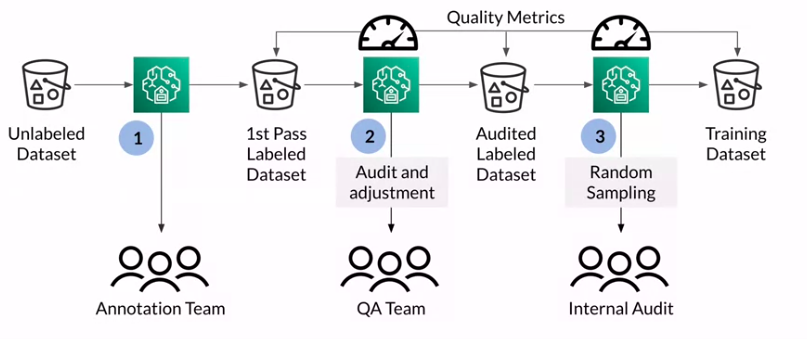 Quality Metrics
Unlabeled
Dataset
1
1st Pass
Labeled
Dataset
2
Audited
Labeled
Dataset
3
Training
Dataset
Audit and
adjustment
Random
Sampling
Annotation Team
QA Team
Internal Audit